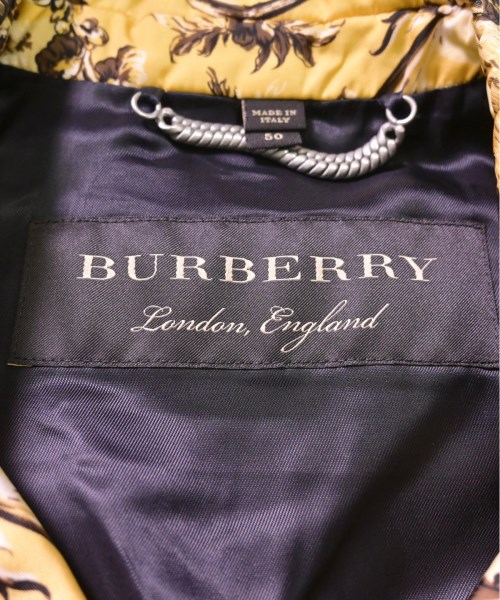 MADE IN
ITALY
50
BURBERRY
London, England